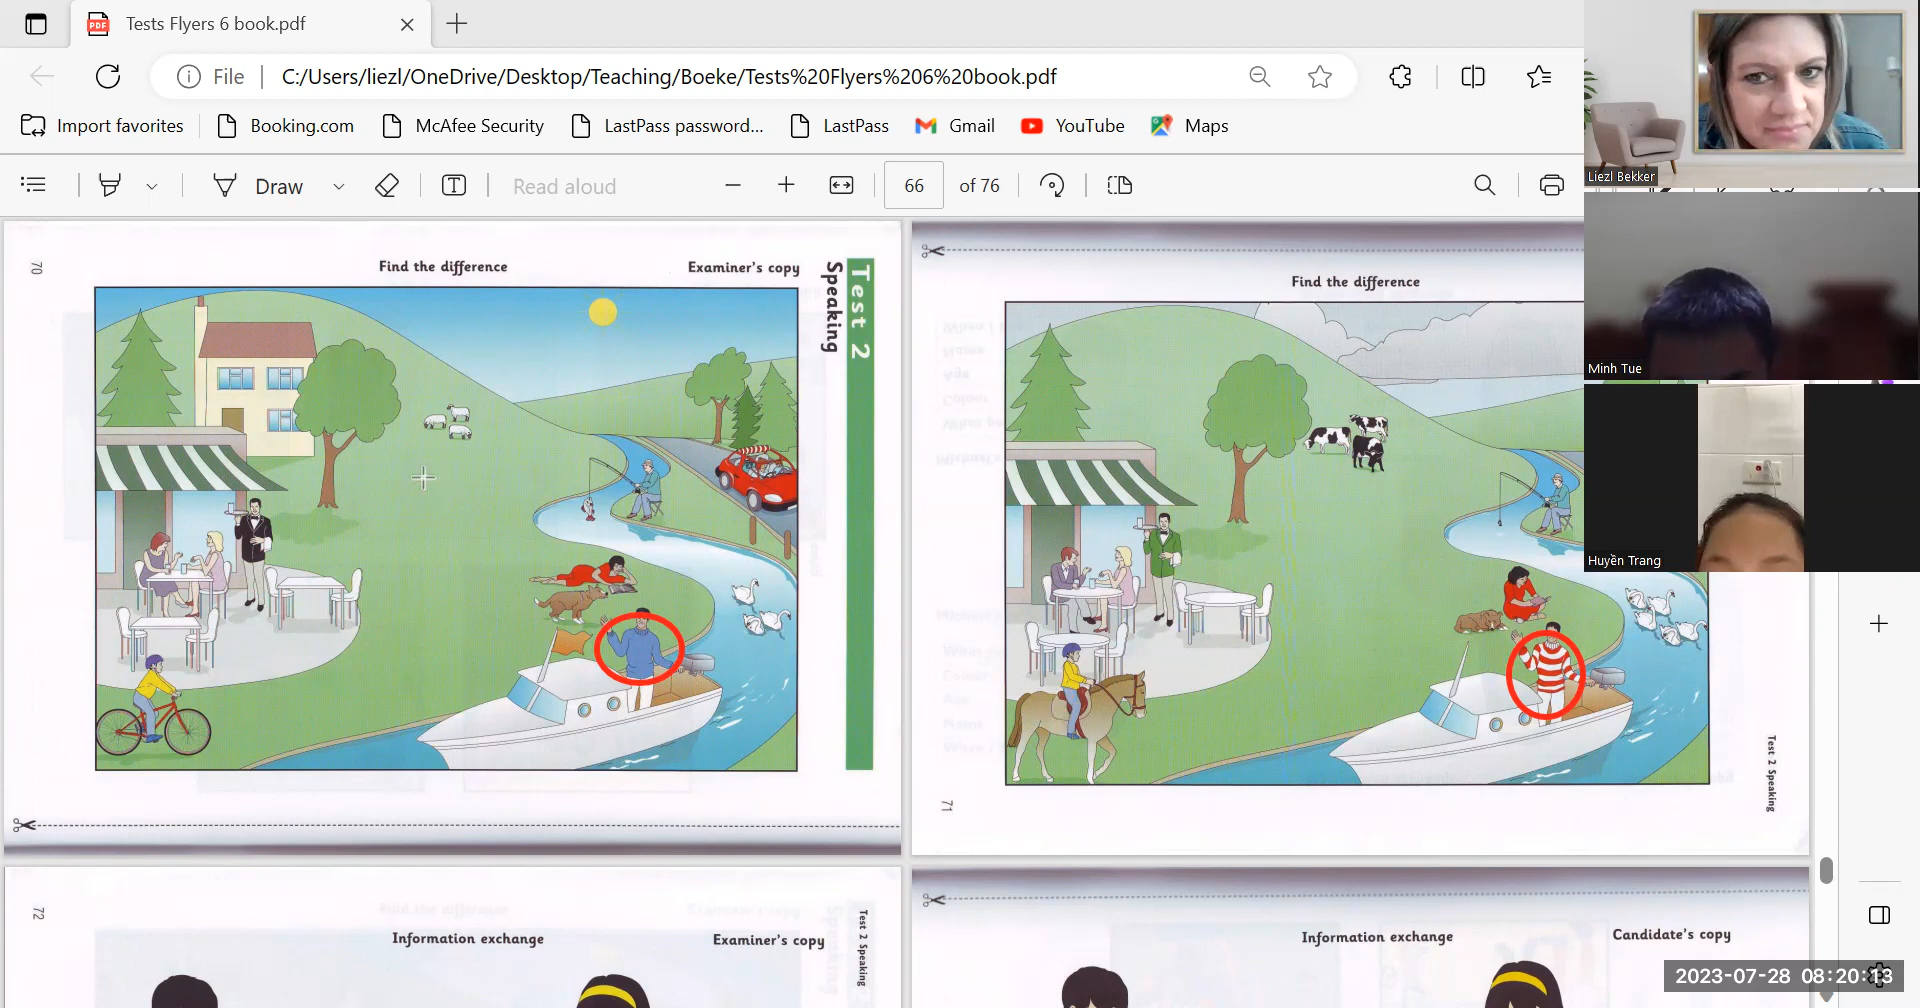 Tests Flyers 6 book.pdf
File
C:/Users/liezl/OneDrive/Desktop/Teaching/Boeke/Tests%20Flyers%206%20book.pdf
Import favorites
Booking.com
McAfee Security
LastPass password...
LastPass
Gmail
YouTube
Maps
Draw
Read aloud
66
of 76
Liezl Bekker
Minh Tue
Huyền Trang
70
Find the difference
Examiner's copy
Test 2
Speaking
Find the difference
71
Test 2 Speaking
72
Information exchange
Examiner's copy
Test 2 Speaking
Information exchange
Candidate's copy
2023-07-28 08:20:13